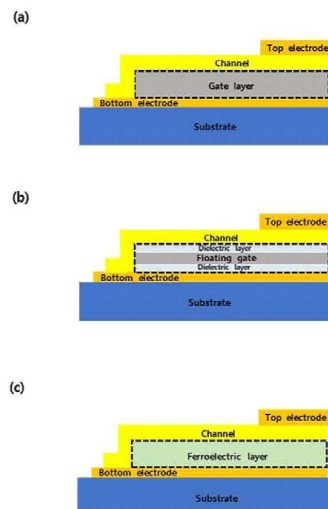 (a)
Top electrode
Channel
Gate layer
Bottom electrode
Substrate
(b)
Top electrode
Channel
Dielectric layer
Floating gate
Dielectric layer
Bottom electrode
Substrate
(c)
Top electrode
Channel
Ferroelectric layer
Bottom electrode
Substrate